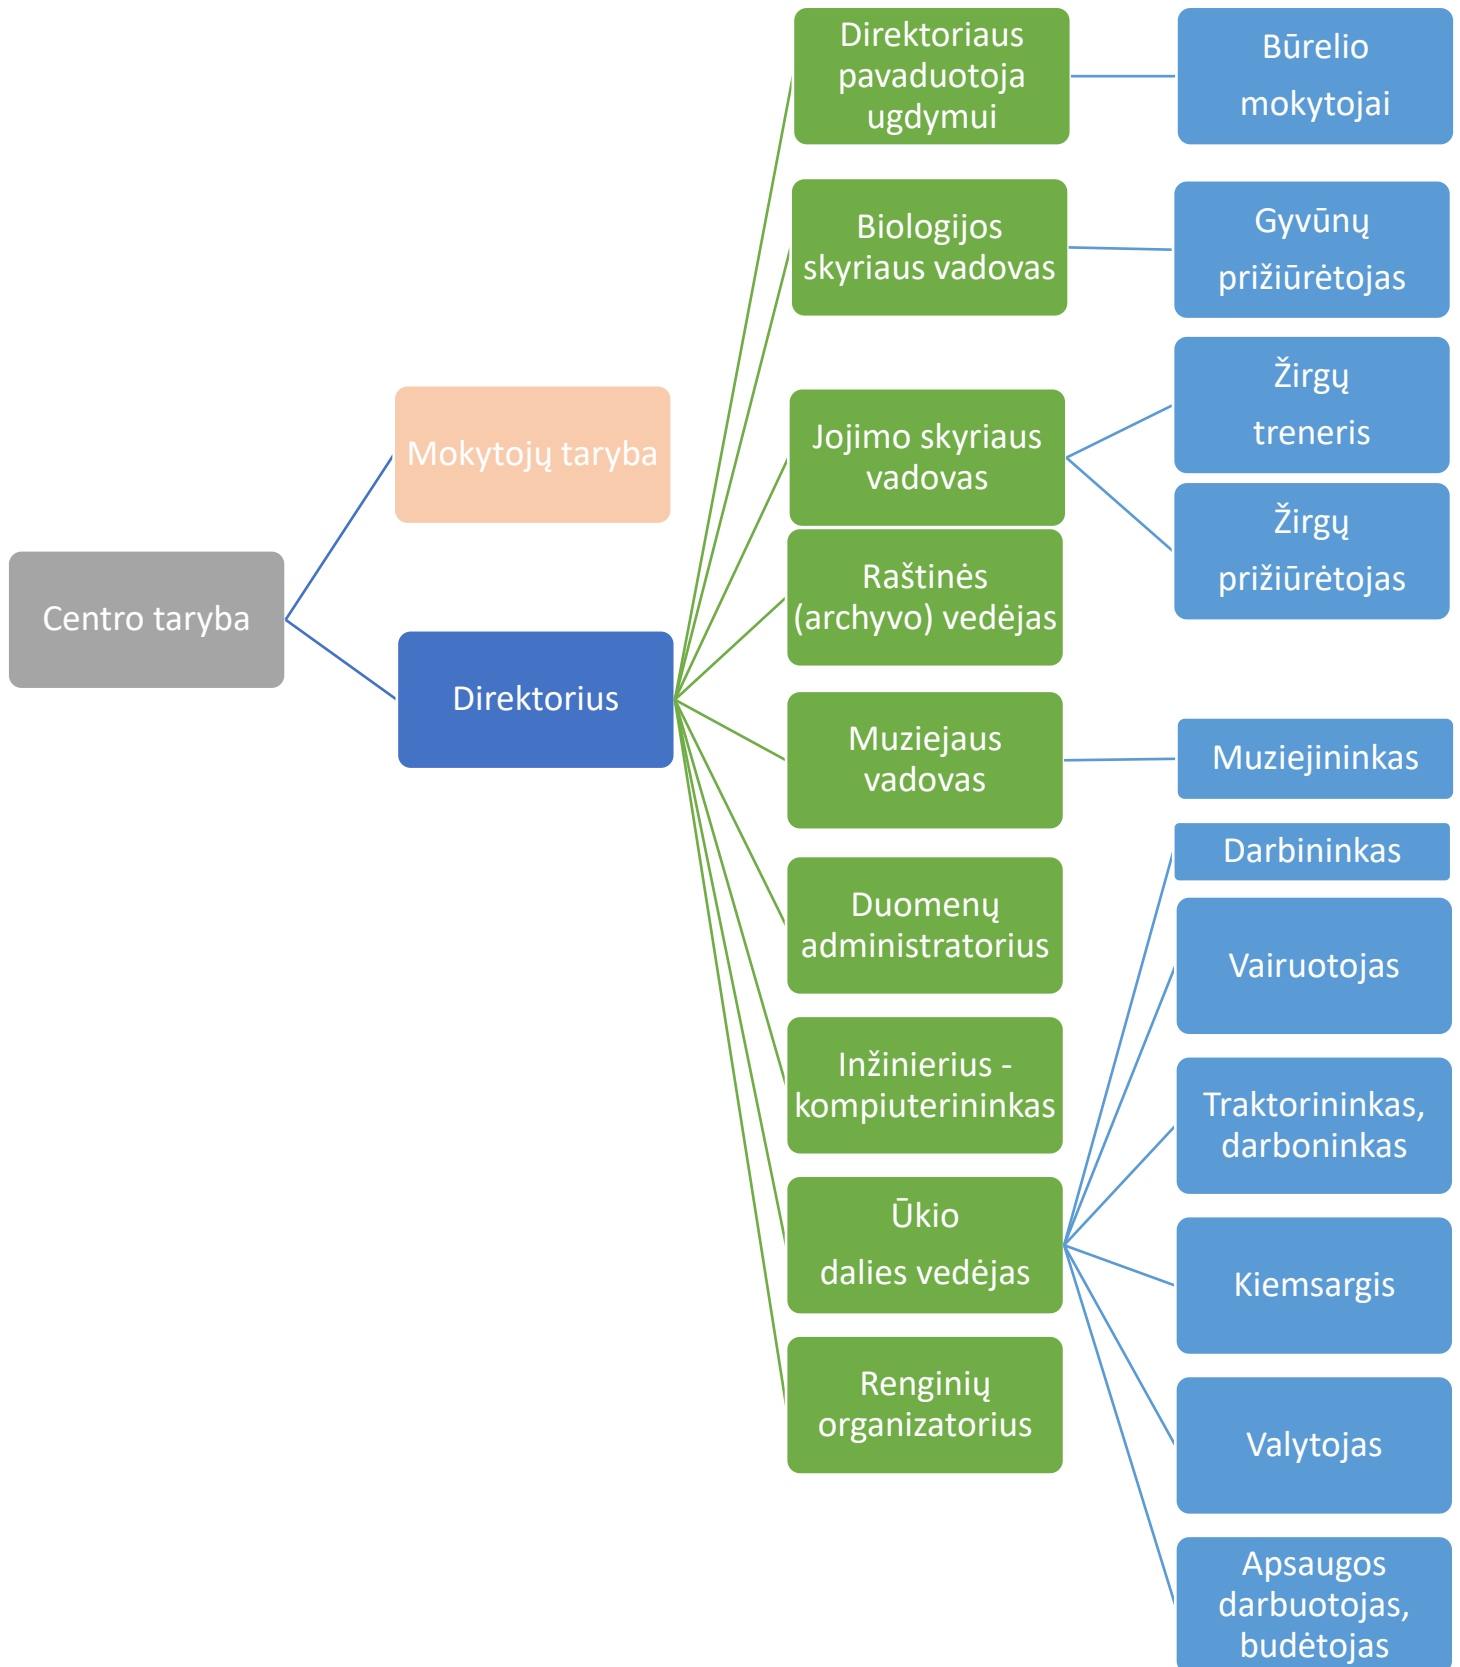 Centro taryba
Mokytojų taryba
Direktorius
Direktoriaus
pavaduotoja
ugdymui
Būrelio
mokytojai
Biologijos
skyriaus vadovas
Gyvūnų
prižiūrėtojas
Jojimo skyriaus
vadovas
Žirgų
treneris
Žirgų
prižiūrėtojas
Raštinės
(archyvo) vedėjas
Muziejaus
vadovas
Muziejininkas
Duomenų
administratorius
Inžinierius -
kompiuterininkas
Ūkio
dalies vedėjas
Darbininkas
Vairuotojas
Traktorininkas,
darboninkas
Kiemsargis
Valytojas
Apsaugos
darbuotojas,
budėtojas
Renginių
organizatorius